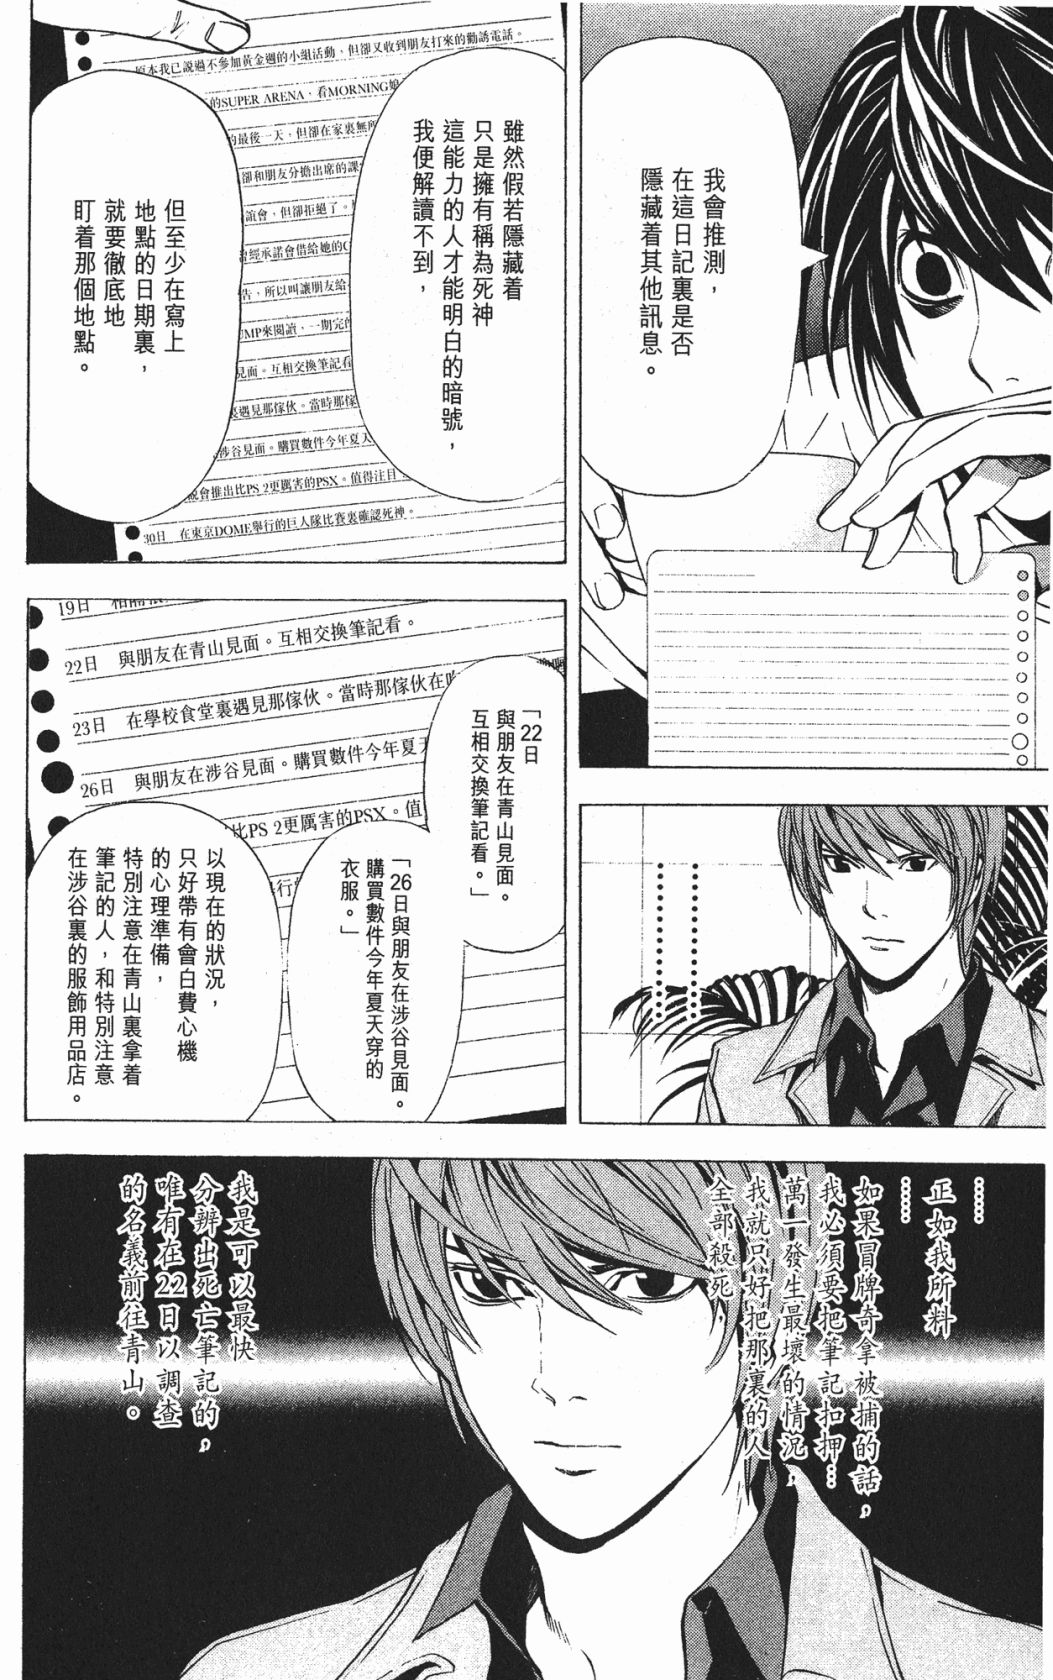 我會推測，
在這日記裏是否
隱藏着其他訊息。
雖然假若隱藏着
只是擁有稱為死神
這能力的人才能明白的暗號，
我便解讀不到，
但至少在寫上
地點的日期裏，
就要徹底地
盯着那個地點。
原本我已說過不參加黃金週的小組活動，但卻又收到朋友打來的勸誘電話。
的SUPER ARENA，看MORNING娘
的最後一天，但卻在家裏無所
卻和朋友分擔出席的課
誼會，但卻拒絕了。
曾經承諾會借給她的C
告，所以叫讓朋友給
UMP來閱讀，一期完的
見面。互相交換筆記看
裏遇見那傢伙。當時那傢
涉谷見面。購買數件今年夏天
說會推出比PS 2更厲害的PSX。值得注目
30日 在東京DOME舉行的巨人隊比賽裏確認死神。
…………
…………
19日
22日 與朋友在青山見面。互相交換筆記看。
23日 在學校食堂裏遇見那傢伙。當時那傢伙在
26日 與朋友在涉谷見面。購買數件今年夏天
比PS 2更厲害的PSX。值
「22日
與朋友在青山見面。
互相交換筆記看。」
「26日與朋友在涉谷見面。
購買數件今年夏天穿的
衣服。」
以現在的狀況，
只好帶有會白費心機
的心理準備，
特別注意在青山裏拿着
筆記的人，和特別注意
在涉谷裏的服飾用品店。
……
正如我所料
……
如果冒牌奇拿被捕的話，
我必須要把筆記扣押…
萬一發生最壞的情況，
我就只好把那裏的人
全部殺死
我是可以最快
分辨出死亡筆記的，
唯有在22日以調查
的名義前往青山。